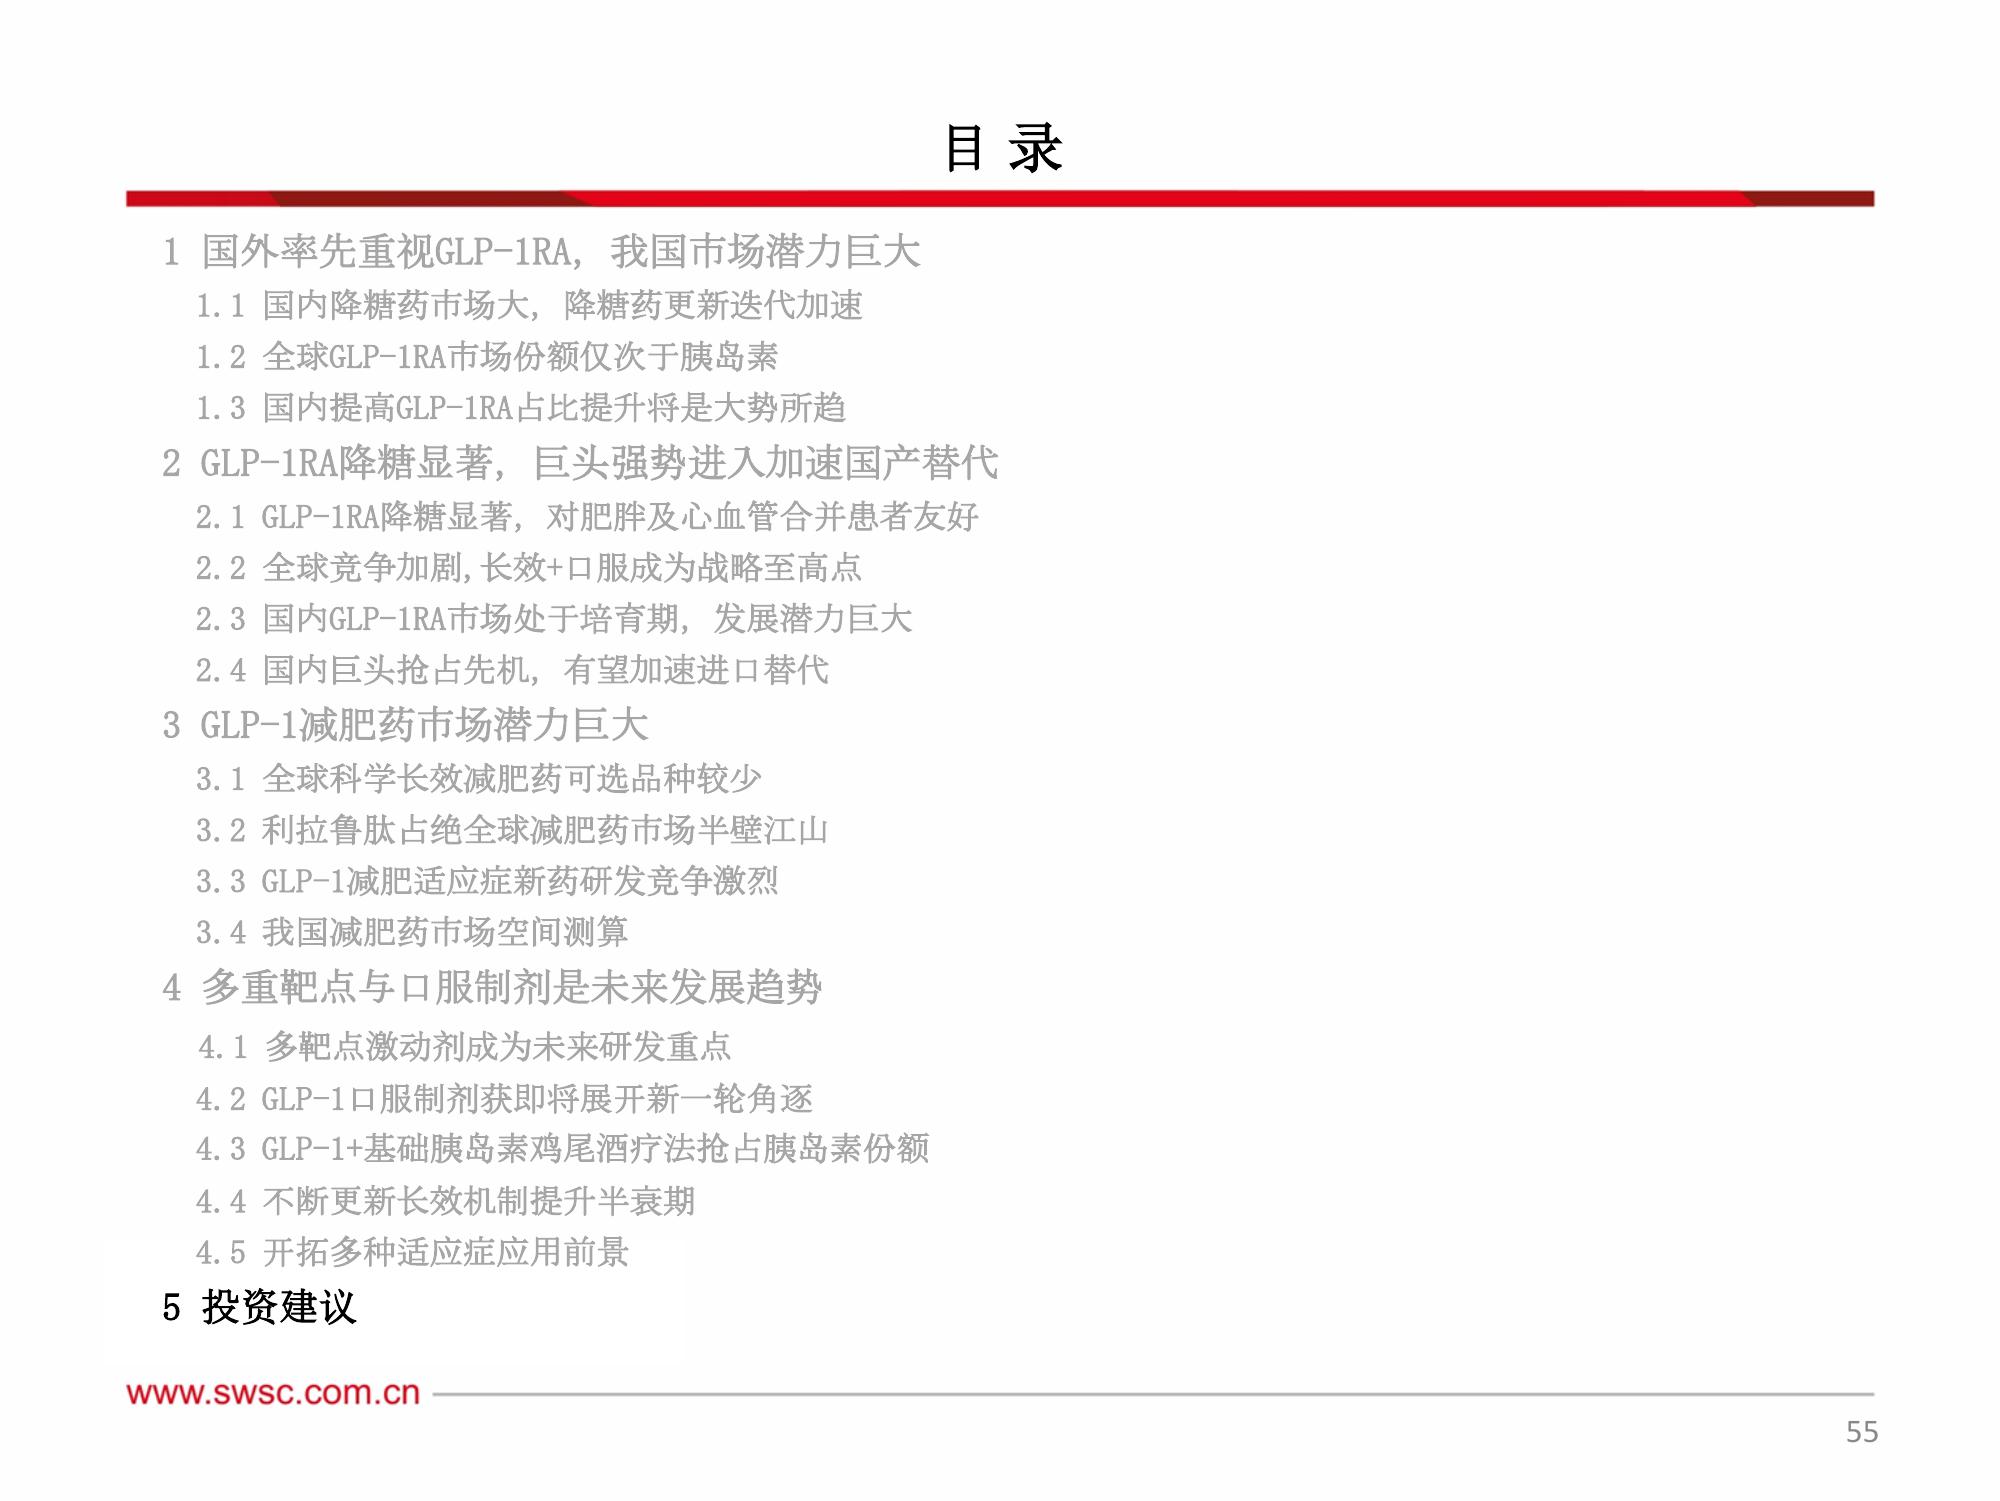 目 录
1 国外率先重视GLP-1RA, 我国市场潜力巨大
1.1 国内降糖药市场大, 降糖药更新迭代加速
1.2 全球GLP-1RA市场份额仅次于胰岛素
1.3 国内提高GLP-1RA占比提升将是大势所趋
2 GLP-1RA降糖显著, 巨头强势进入加速国产替代
2.1 GLP-1RA降糖显著, 对肥胖及心血管合并患者友好
2.2 全球竞争加剧,长效+口服成为战略至高点
2.3 国内GLP-1RA市场处于培育期, 发展潜力巨大
2.4 国内巨头抢占先机, 有望加速进口替代
3 GLP-1减肥药市场潜力巨大
3.1 全球科学长效减肥药可选品种较少
3.2 利拉鲁肽占绝全球减肥药市场半壁江山
3.3 GLP-1减肥适应症新药研发竞争激烈
3.4 我国减肥药市场空间测算
4 多重靶点与口服制剂是未来发展趋势
4.1 多靶点激动剂成为未来研发重点
4.2 GLP-1口服制剂获即将展开新一轮角逐
4.3 GLP-1+基础胰岛素鸡尾酒疗法抢占胰岛素份额
4.4 不断更新长效机制提升半衰期
4.5 开拓多种适应症应用前景
5 投资建议
www.swsc.com.cn
55